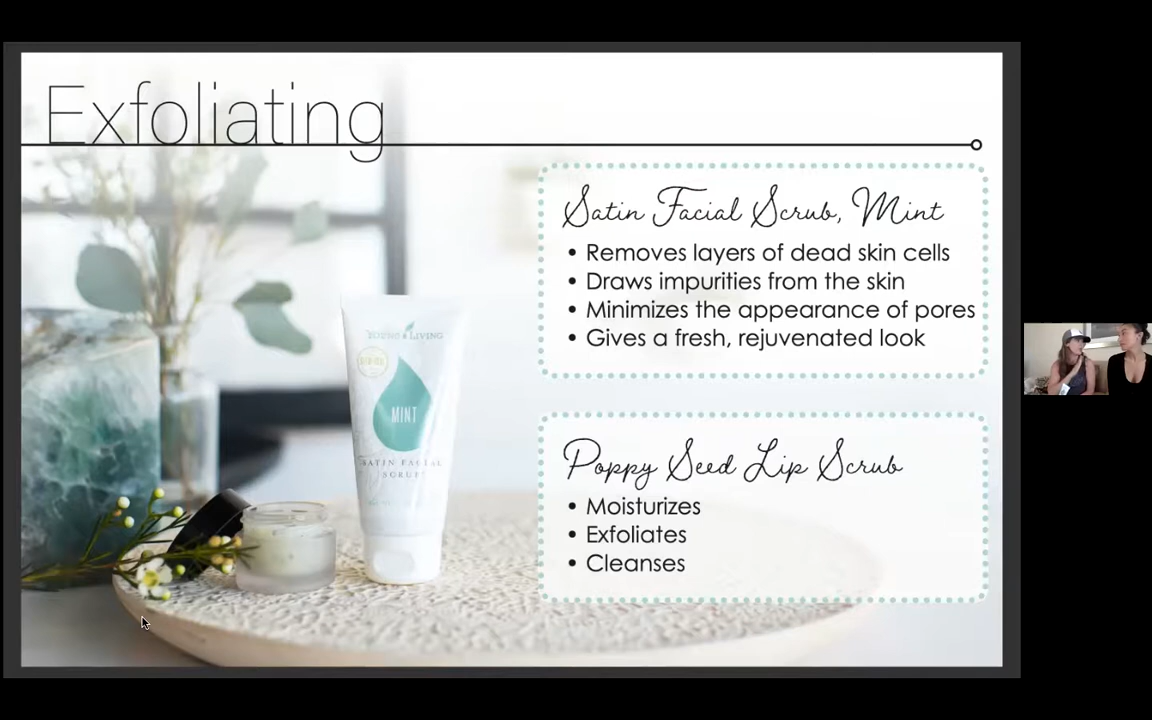 Exfoliating
Satin Facial Scrub, Mint
• Removes layers of dead skin cells
• Draws impurities from the skin
• Minimizes the appearance of pores
• Gives a fresh, rejuvenated look
YOUNG LIVING
MINT
SATIN FACIAL
SCRUB
Poppy Seed Lip Scrub
• Moisturizes
• Exfoliates
• Cleanses